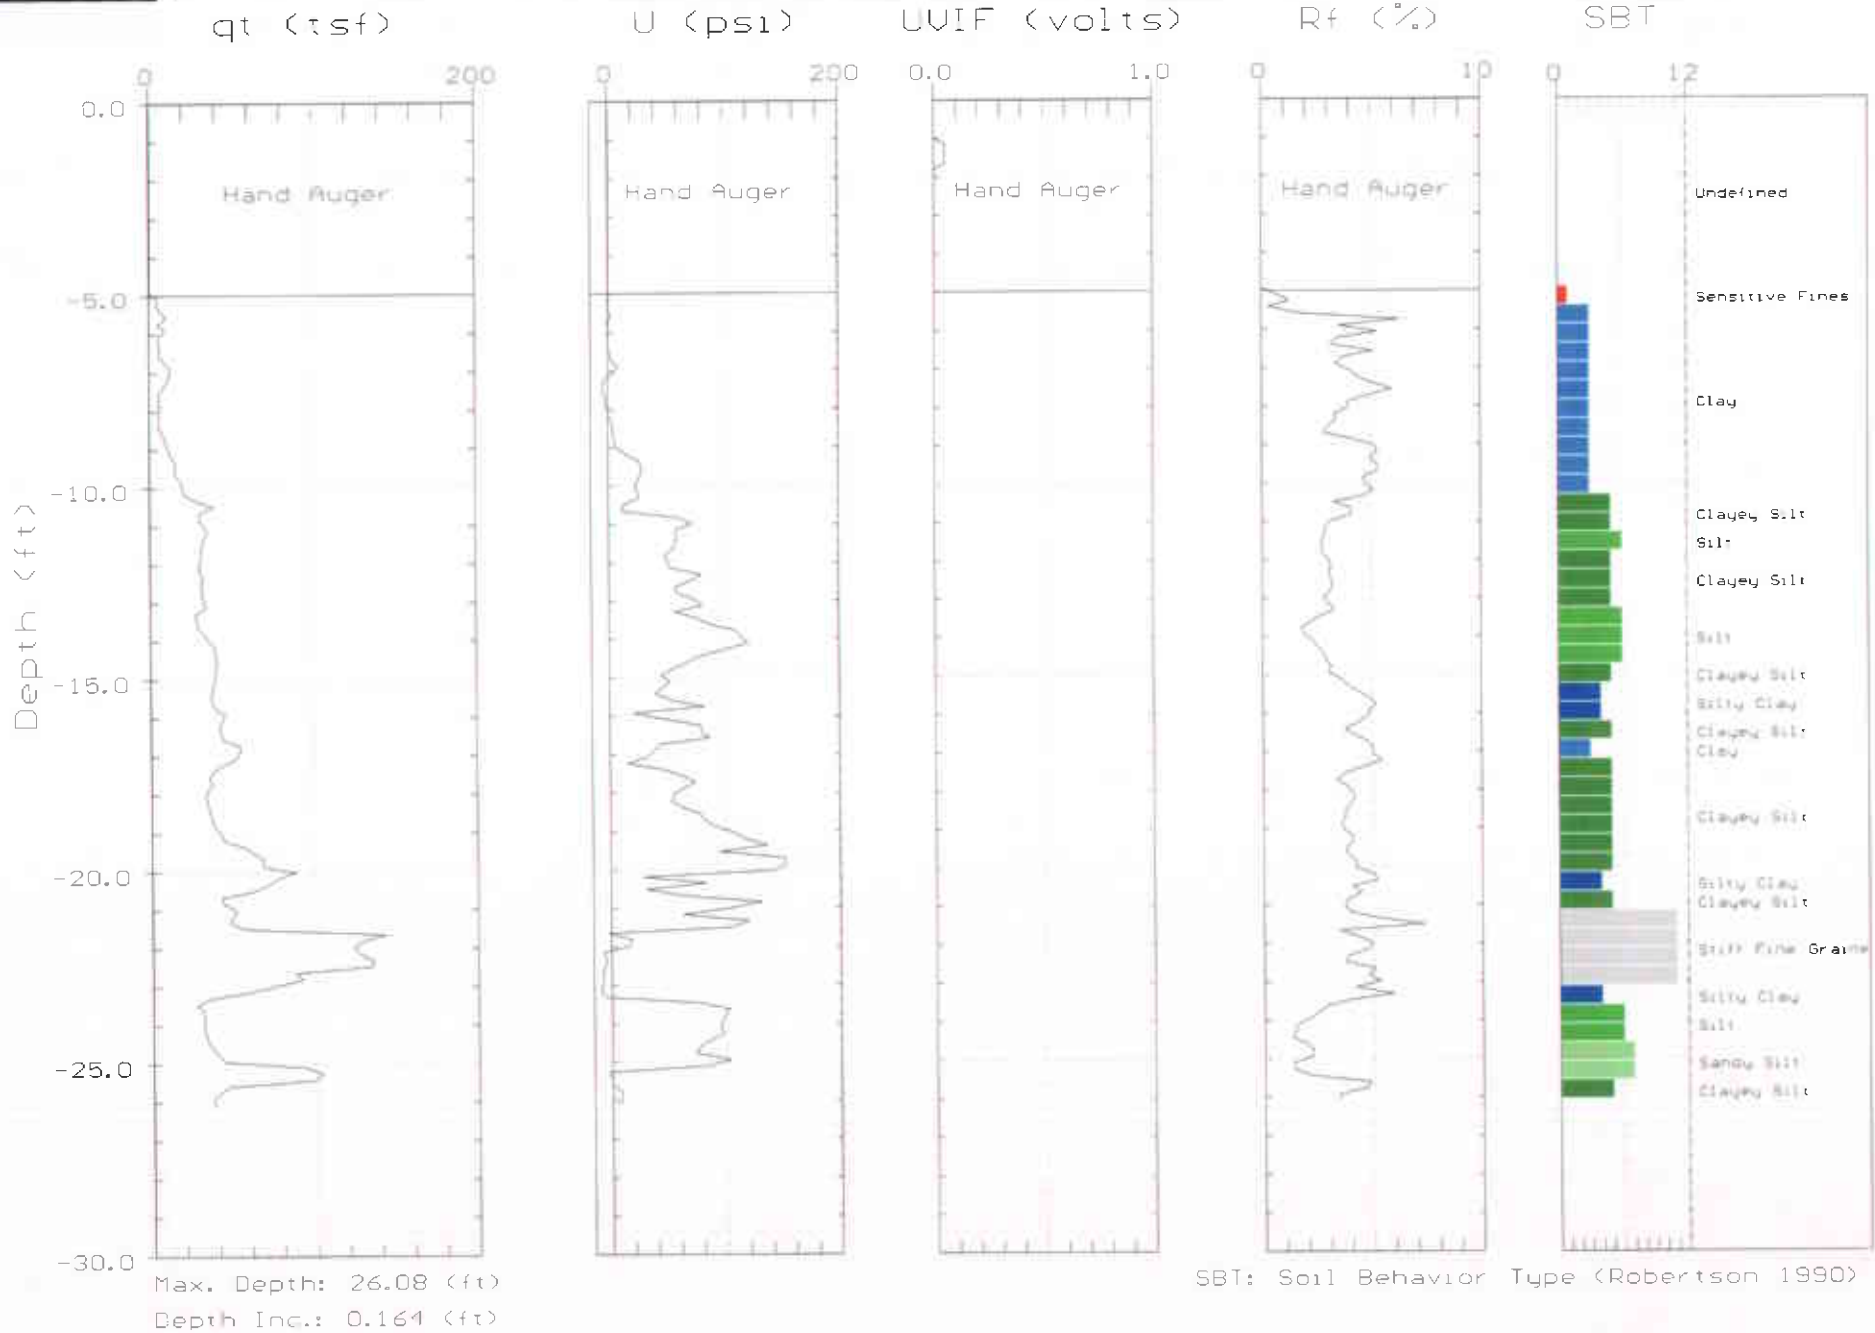 qt (tsf)
U (psi)
UVIF (volts)
Rf (%)
SBT
0 200
0 200
0.0 1.0
0 10
0 12
Depth (ft)
0.0
-5.0
-10.0
-15.0
-20.0
-25.0
-30.0
Hand Auger
Hand Auger
Hand Auger
Hand Auger
Undefined
Sensitive Fines
Clay
Clayey Silt
Silt
Clayey Silt
Silt
Clayey Silt
Silty Clay
Clayey Silt
Clay
Clayey Silt
Silty Clay
Clayey Silt
Stiff Fine Graine
Silty Clay
Silt
Sandy Silt
Clayey Silt
Max. Depth: 26.08 (ft)
Depth Inc.: 0.164 (ft)
SBT: Soil Behavior Type (Robertson 1990)